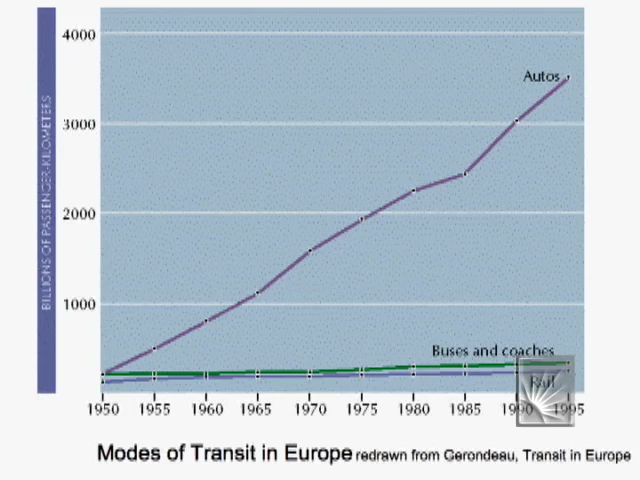 4000
Autos
3000
BILLIONS OF PASSENGER-KILOMETERS
2000
1000
Buses and coaches
Rail
1950 1955 1960 1965 1970 1975 1980 1985 1990 1995
Modes of Transit in Europe redrawn from Gerondeau, Transit in Europe